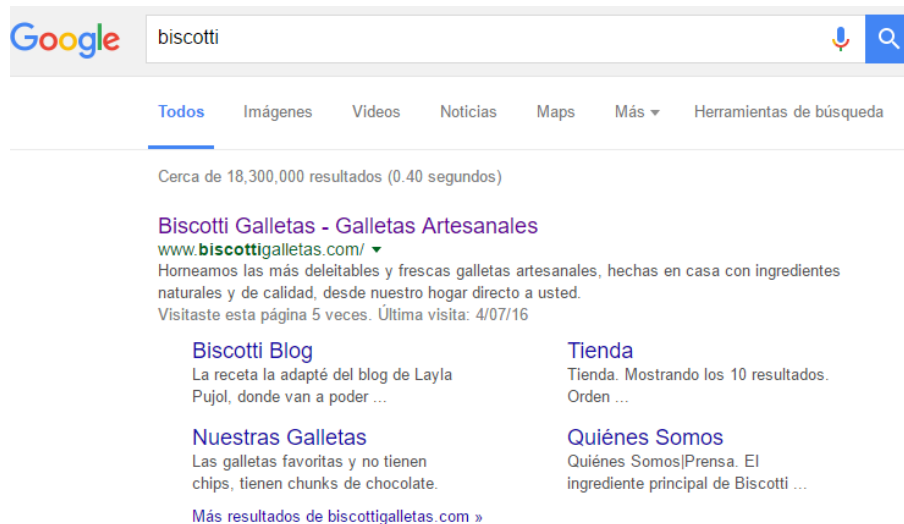 Google biscotti
Todos Imágenes Videos Noticias Maps Más Herramientas de búsqueda
Cerca de 18,300,000 resultados (0.40 segundos)
Biscotti Galletas - Galletas Artesanales
www.biscottigalletas.com/
Horneamos las más deleitables y frescas galletas artesanales, hechas en casa con ingredientes
naturales y de calidad, desde nuestro hogar directo a usted.
Visitaste esta página 5 veces. Última visita: 4/07/16
Biscotti Blog
La receta la adapté del blog de Layla
Pujol, donde van a poder ...
Tienda
Tienda. Mostrando los 10 resultados.
Orden ...
Nuestras Galletas
Las galletas favoritas y no tienen
chips, tienen chunks de chocolate.
Quiénes Somos
Quiénes Somos|Prensa. El
ingrediente principal de Biscotti ...
Más resultados de biscottigalletas.com »